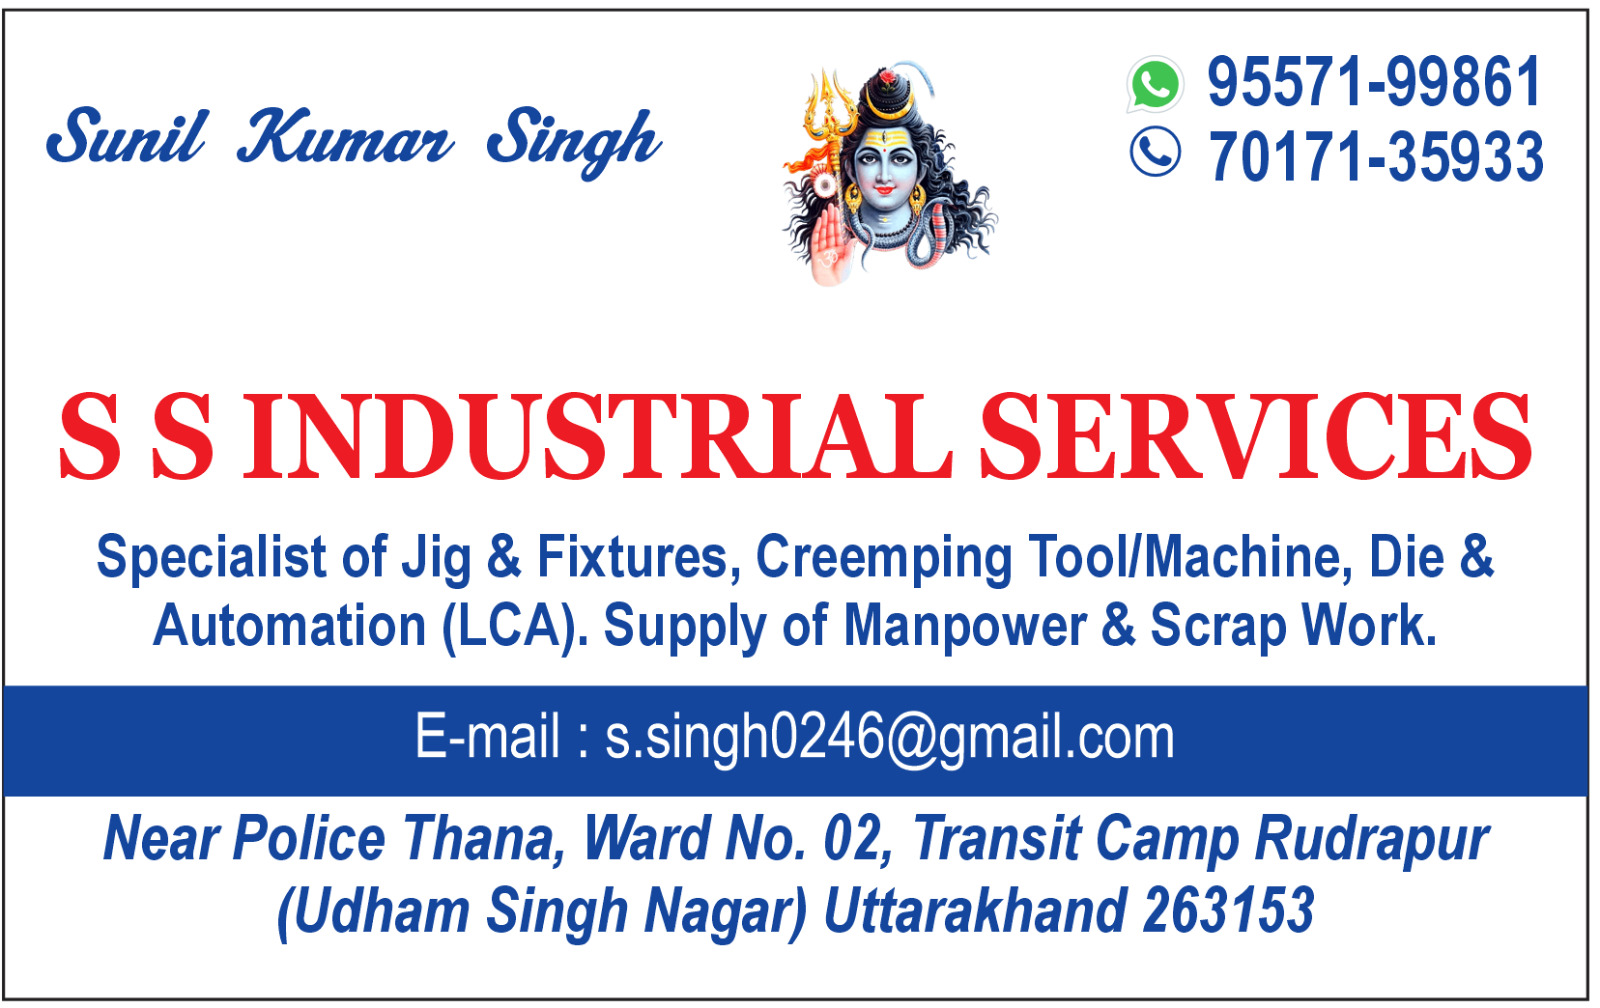 Sunil Kumar Singh
95571-99861
70171-35933
S S INDUSTRIAL SERVICES
Specialist of Jig & Fixtures, Creemping Tool/Machine, Die &
Automation (LCA). Supply of Manpower & Scrap Work.
E-mail : s.singh0246@gmail.com
Near Police Thana, Ward No. 02, Transit Camp Rudrapur
(Udham Singh Nagar) Uttarakhand 263153